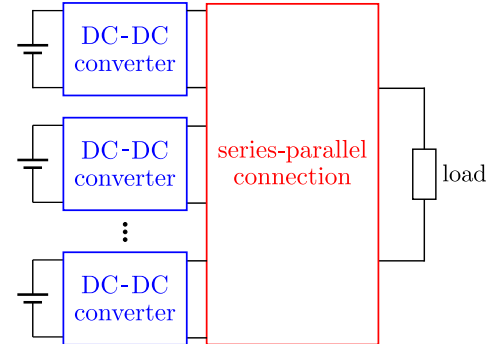 DC-DC
converter
DC-DC
converter
series-parallel
connection
load
DC-DC
converter